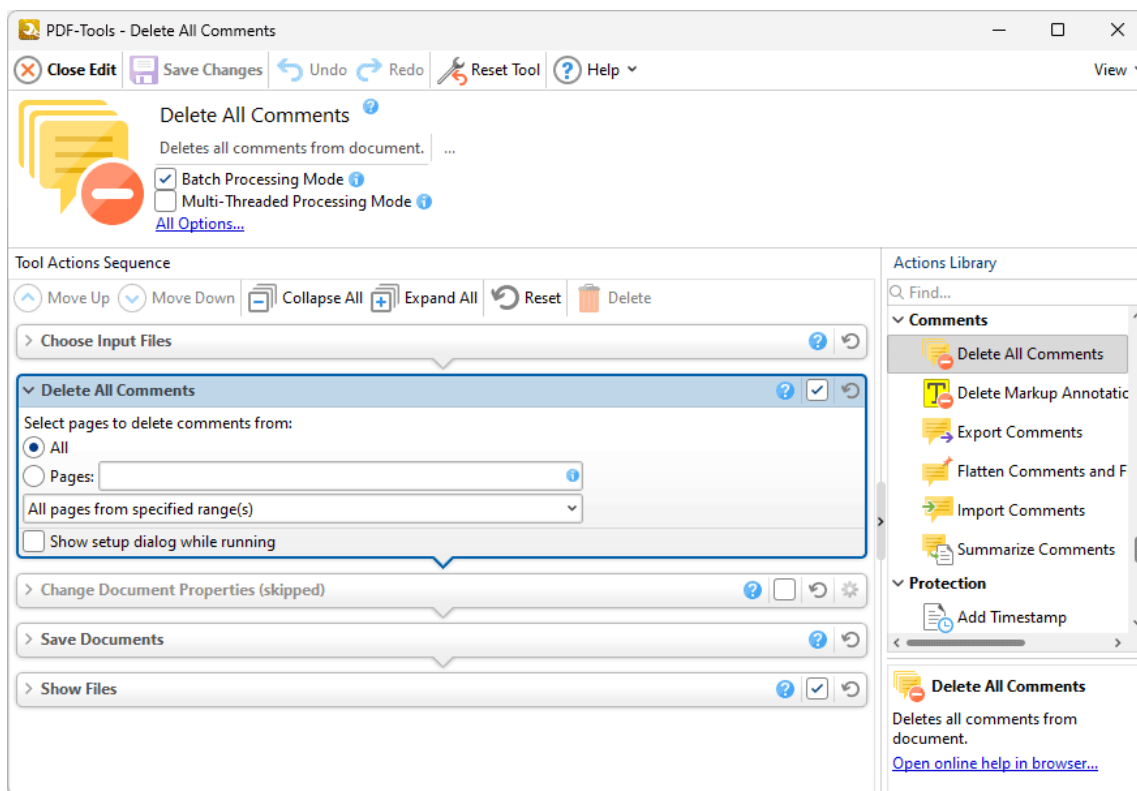 PDF-Tools - Delete All Comments
Close Edit Save Changes Undo Redo Reset Tool ? Help View
Delete All Comments ?
Deletes all comments from document. ...
Batch Processing Mode i
Multi-Threaded Processing Mode i
All Options...
Tool Actions Sequence
Move Up Move Down Collapse All Expand All Reset Delete
Choose Input Files ?
Delete All Comments ?
Select pages to delete comments from:
All
Pages: i
All pages from specified range(s)
Show setup dialog while running
Change Document Properties (skipped) ?
Save Documents ?
Show Files ?
Actions Library
Find...
Comments
Delete All Comments
T Delete Markup Annotatic
Export Comments
Flatten Comments and F
Import Comments
Summarize Comments
Protection
Add Timestamp
Delete All Comments
Deletes all comments from
document.
Open online help in browser...